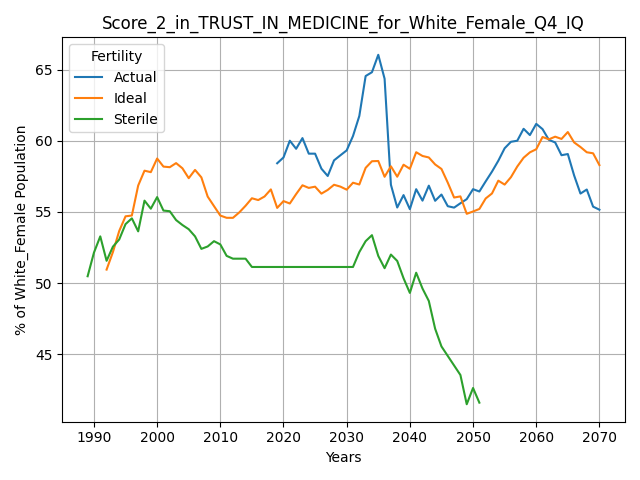 Score_2_in_TRUST_IN_MEDICINE_for_White_Female_Q4_IQ
Fertility
Actual
Ideal
Sterile
% of White_Female Population
65
60
55
50
45
1990 2000 2010 2020 2030 2040 2050 2060 2070
Years